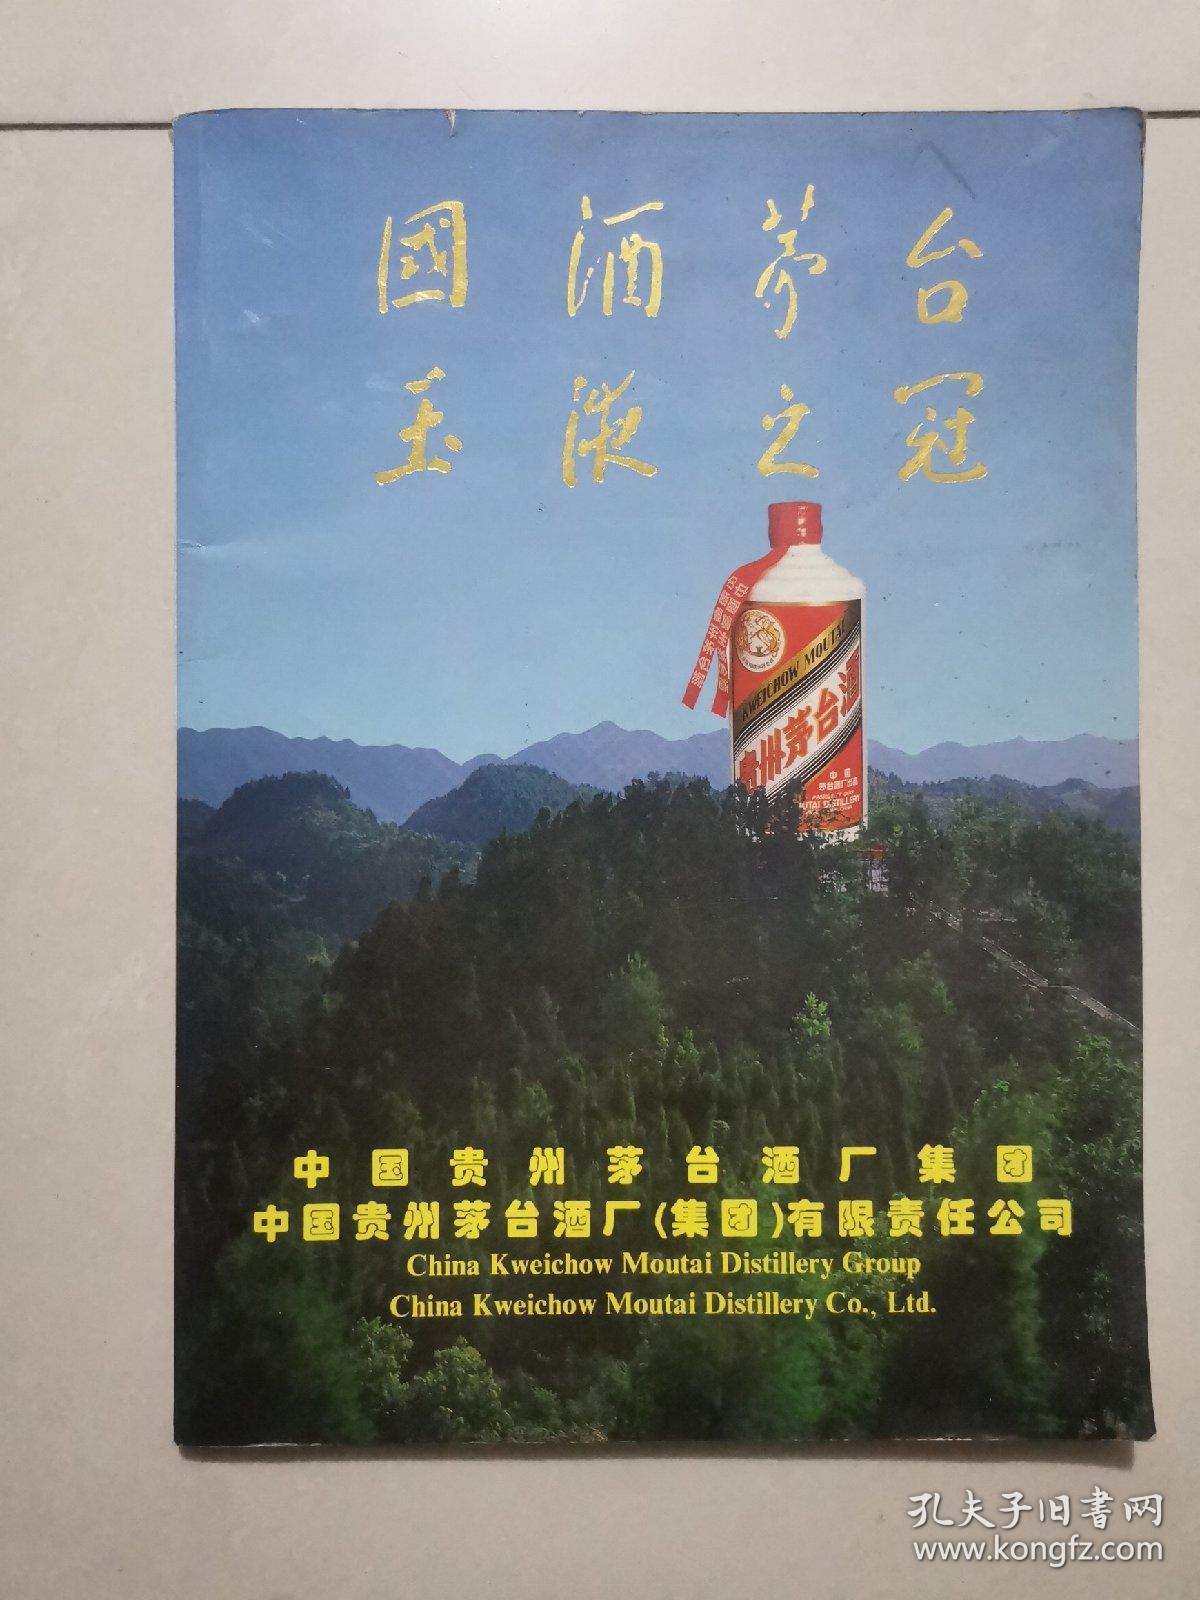 國酒茅台
玉液之冠
KWEICHOW MOUTAI
贵州茅台酒
中國
中国贵州茅台酒厂集团
中国贵州茅台酒厂(集团)有限责任公司
China Kweichow Moutai Distillery Group
China Kweichow Moutai Distillery Co., Ltd.
孔夫子旧书网
www.kongfz.com